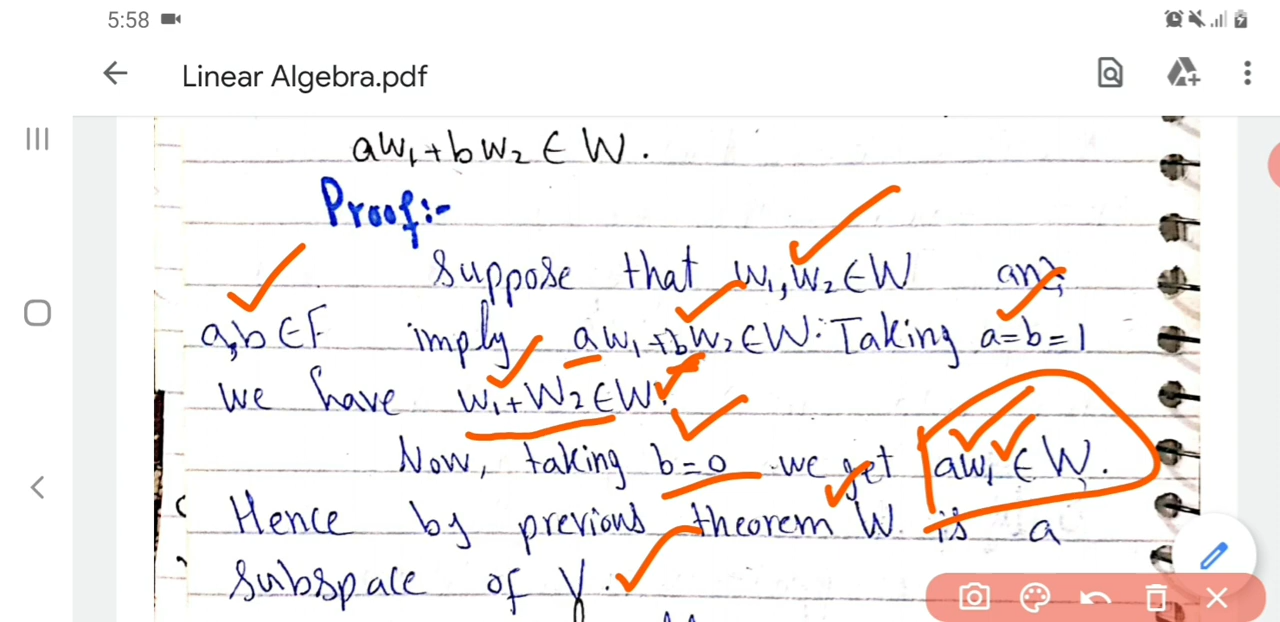 5:58
Linear Algebra.pdf
aw₁+bw₂ ∈ W.
Proof:-
Suppose that w₁,w₂∈W and
a,b∈F imply aw₁+bw₂∈W. Taking a=b=1
we have w₁+w₂∈W.
Now, taking b=0 we get aw₁∈W.
Hence by previous theorem W is a
subspace of V.